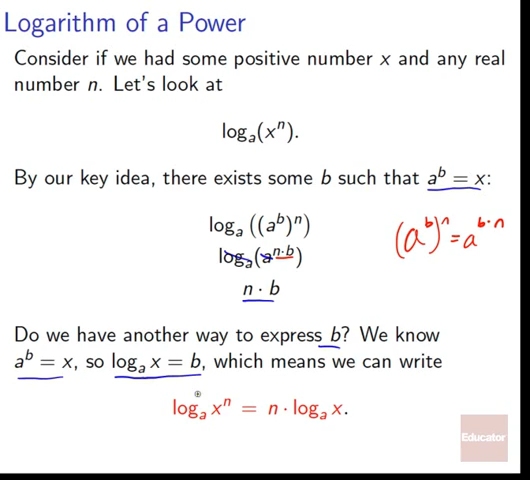 Logarithm of a Power
Consider if we had some positive number x and any real
number n. Let's look at
logₐ(xⁿ).
By our key idea, there exists some b such that aᵇ = x:
logₐ ((aᵇ)ⁿ)
(aᵇ)ⁿ = a^{b·n}
logₐ(a^{n·b})
n · b
Do we have another way to express b? We know
aᵇ = x, so logₐ x = b, which means we can write
logₐ xⁿ = n · logₐ x.
Educator